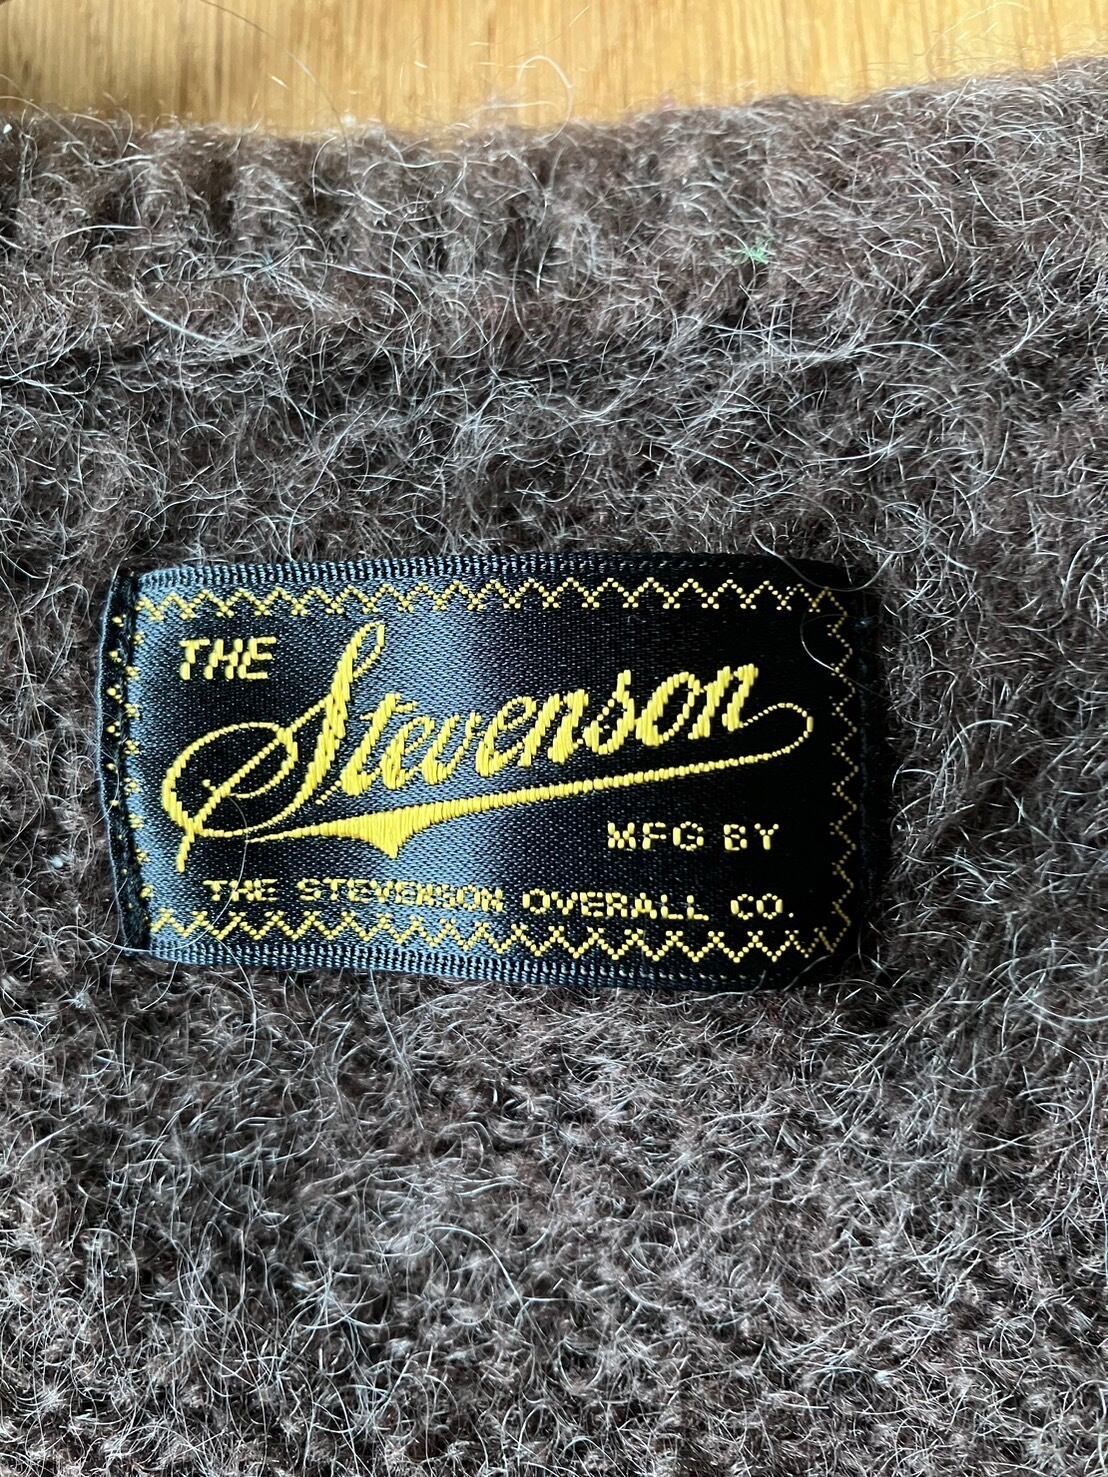 THE
Stevenson
MFG BY
THE STEVENSON OVERALL CO.